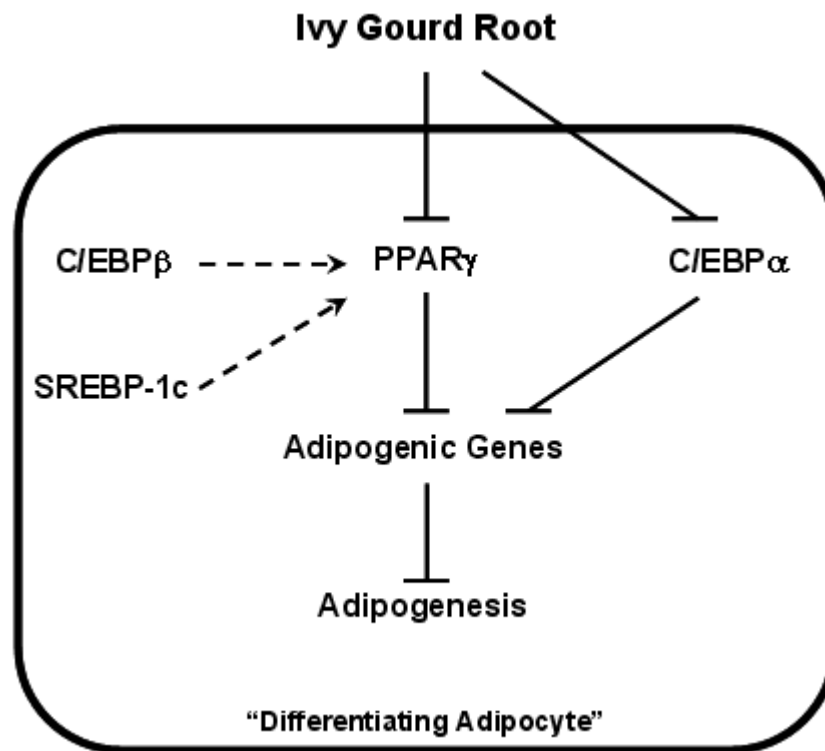 Ivy Gourd Root
C/EBPβ
PPARγ
C/EBPα
SREBP-1c
Adipogenic Genes
Adipogenesis
“Differentiating Adipocyte”